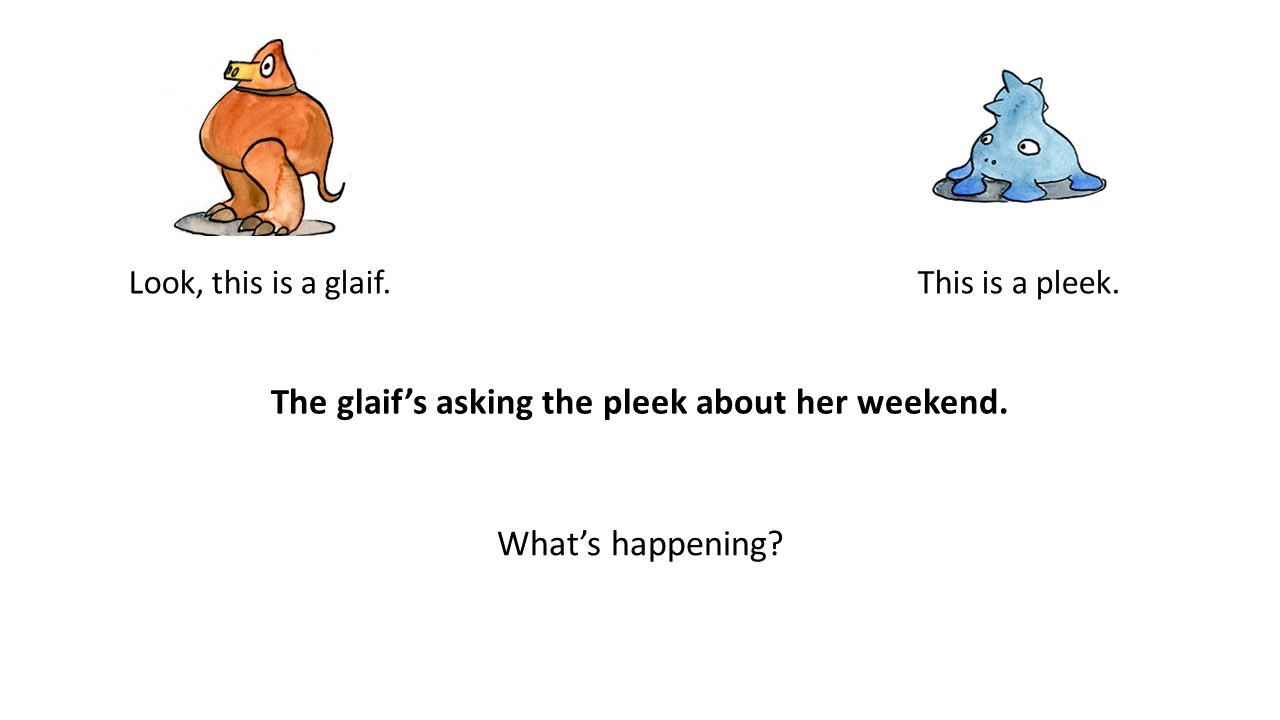 Look, this is a glaif.
This is a pleek.
The glaif’s asking the pleek about her weekend.
What’s happening?